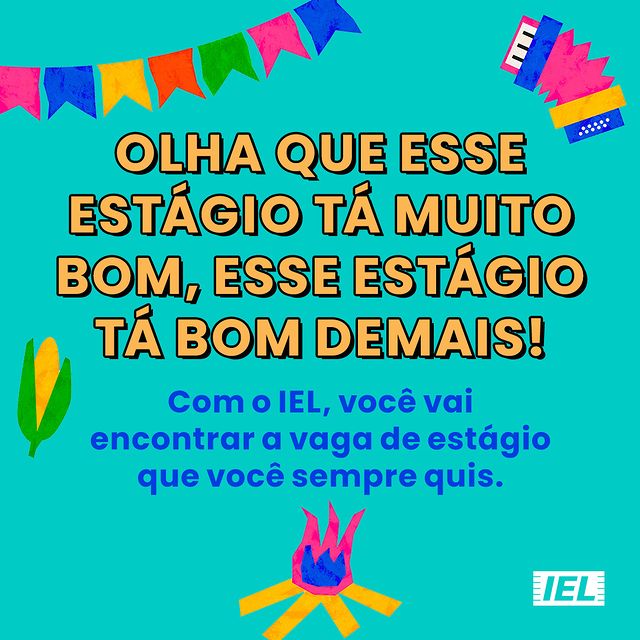 OLHA QUE ESSE
ESTÁGIO TÁ MUITO
BOM, ESSE ESTÁGIO
TÁ BOM DEMAIS!
Com o IEL, você vai
encontrar a vaga de estágio
que você sempre quis.
IEL